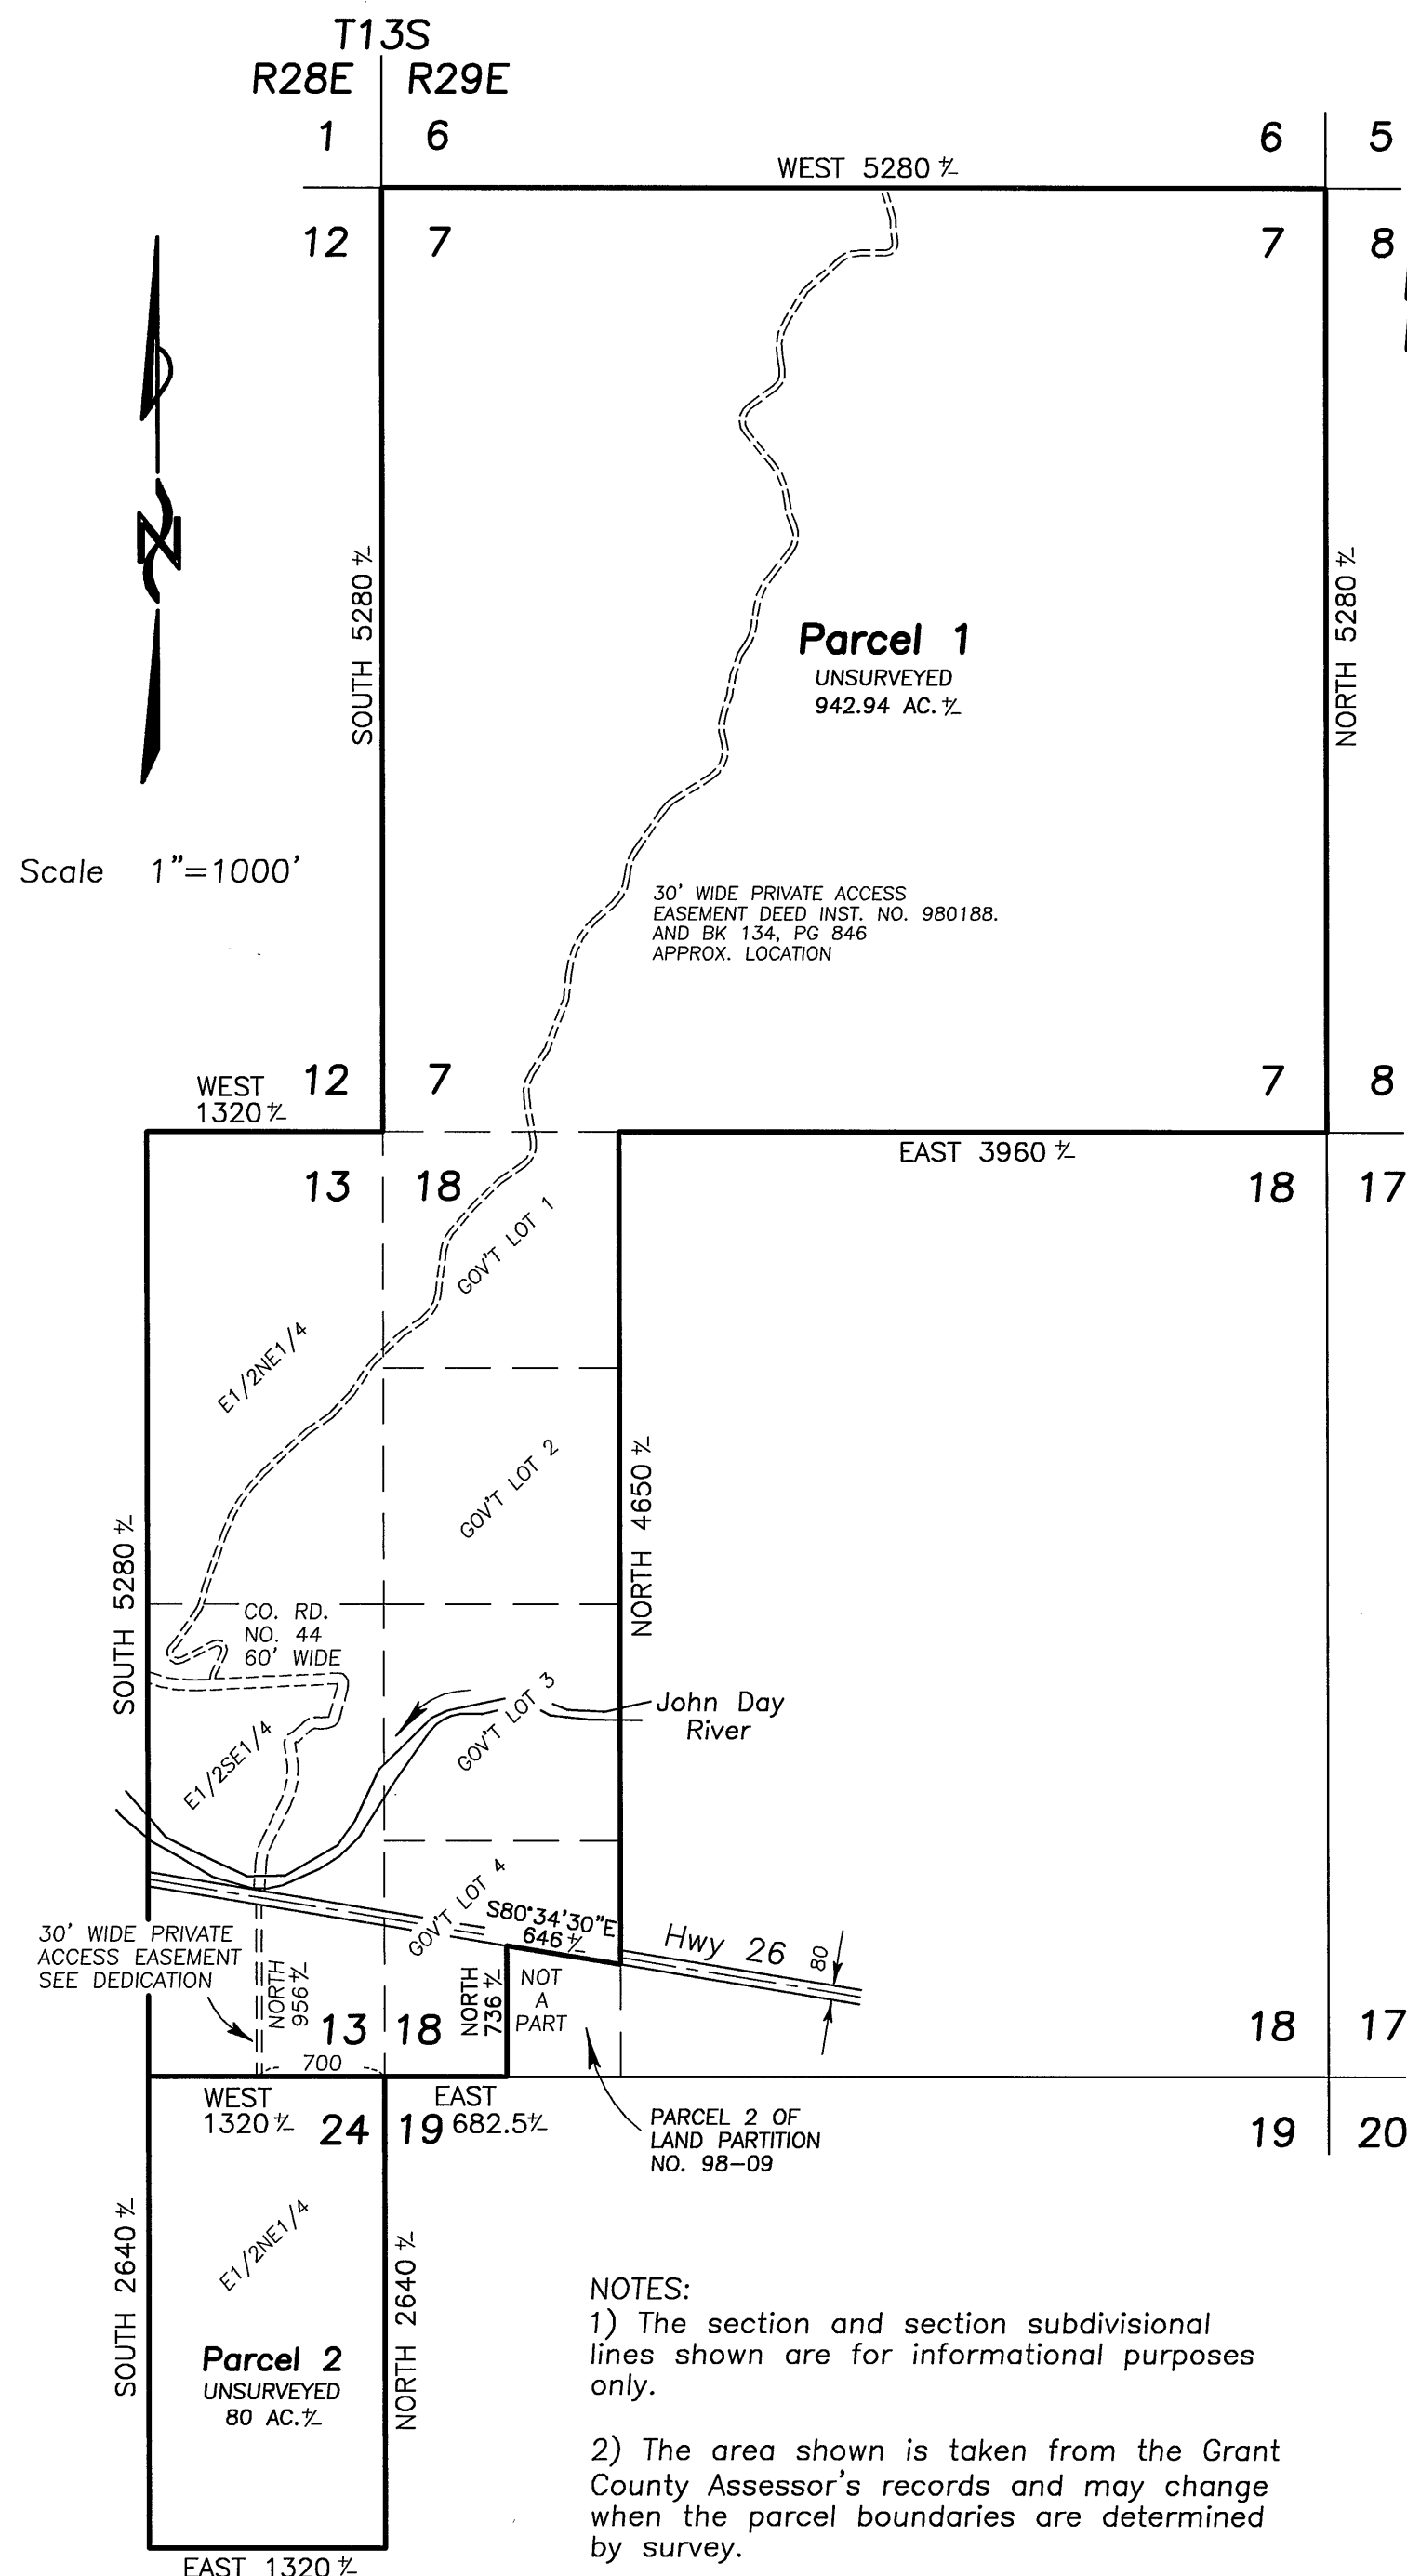 T13S
R28E R29E
1 6 6 5
WEST 5280 +/-
12 7 7 8
N
SOUTH 5280 +/-
NORTH 5280 +/-
Parcel 1
UNSURVEYED
942.94 AC. +/-
Scale 1"=1000'
30' WIDE PRIVATE ACCESS
EASEMENT DEED INST. NO. 980188.
AND BK 134, PG 846
APPROX. LOCATION
WEST
1320 +/-
12 7 7 8
EAST 3960 +/-
13 18 18 17
GOV'T LOT 1
E1/2NE1/4
GOV'T LOT 2
NORTH 4650 +/-
SOUTH 5280 +/-
CO. RD.
NO. 44
60' WIDE
GOV'T LOT 3
John Day
River
E1/2SE1/4
GOV'T LOT 4
S80°34'30"E
646 +/-
Hwy 26
80
30' WIDE PRIVATE
ACCESS EASEMENT
SEE DEDICATION
NORTH
956 +/-
NORTH
736 +/-
NOT
A
PART
13 18 18 17
700
WEST
1320 +/-
EAST
682.5 +/-
24 19 19 20
PARCEL 2 OF
LAND PARTITION
NO. 98-09
E1/2NE1/4
SOUTH 2640 +/-
NORTH 2640 +/-
Parcel 2
UNSURVEYED
80 AC. +/-
EAST 1320 +/-
NOTES:
1) The section and section subdivisional
lines shown are for informational purposes
only.
2) The area shown is taken from the Grant
County Assessor's records and may change
when the parcel boundaries are determined
by survey.